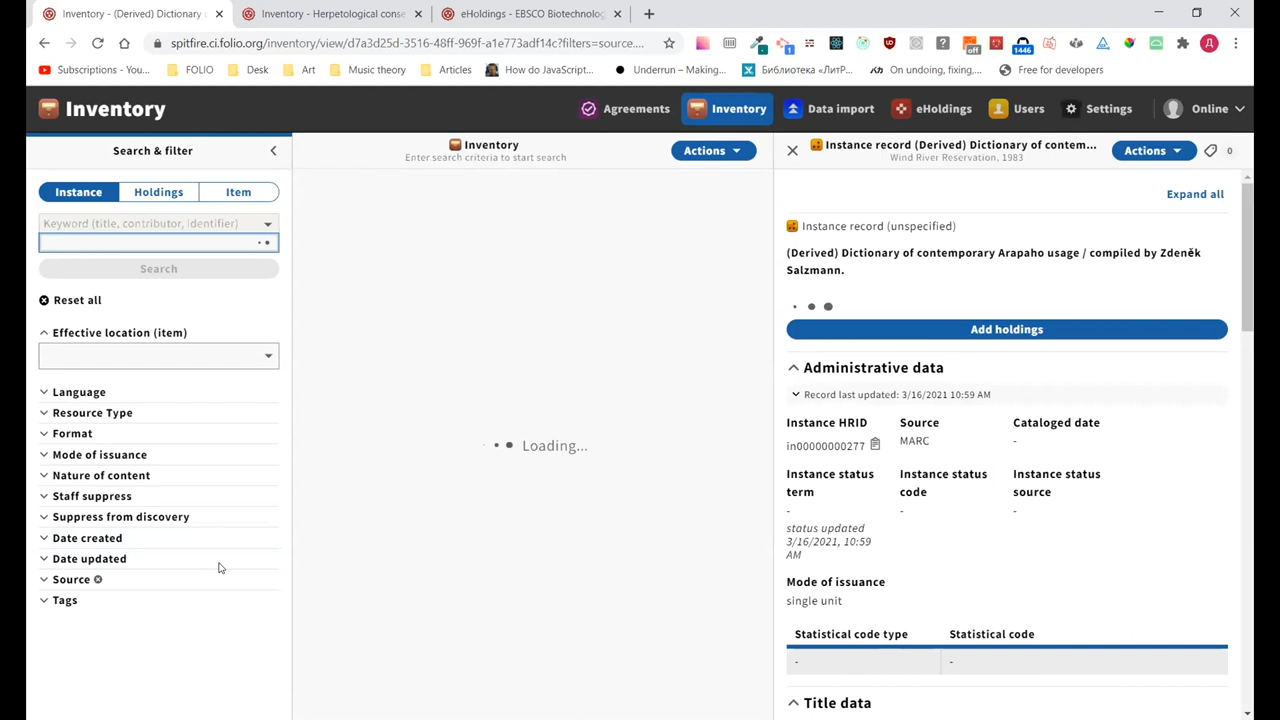 Inventory - (Derived) Dictionary o
Inventory - Herpetological conse
eHoldings - EBSCO Biotechnolog
spitfire.ci.folio.org/inventory/view/d7a3d25d-3516-48ff-969f-a1e773adf14c?filters=source....
off
1
1446
Д
Subscriptions - You...
FOLIO
Desk
Art
Music theory
Articles
How do JavaScript...
Underrun – Making...
Библиотека «ЛитР...
On undoing, fixing,...
Free for developers
Inventory
Agreements
Inventory
Data import
eHoldings
Users
Settings
Online
Search & filter
Instance
Holdings
Item
Keyword (title, contributor, identifier)
Search
Reset all
Effective location (item)
Language
Resource Type
Format
Mode of issuance
Nature of content
Staff suppress
Suppress from discovery
Date created
Date updated
Source
Tags
Inventory
Enter search criteria to start search
Actions
Loading...
Instance record (Derived) Dictionary of contem...
Wind River Reservation, 1983
Actions
0
Expand all
Instance record (unspecified)
(Derived) Dictionary of contemporary Arapaho usage / compiled by Zdeněk
Salzmann.
Add holdings
Administrative data
Record last updated: 3/16/2021 10:59 AM
Instance HRID
Source
Cataloged date
in00000000277
MARC
-
Instance status term
Instance status code
Instance status source
-
-
-
status updated
3/16/2021, 10:59
AM
Mode of issuance
single unit
Statistical code type
Statistical code
-
-
Title data